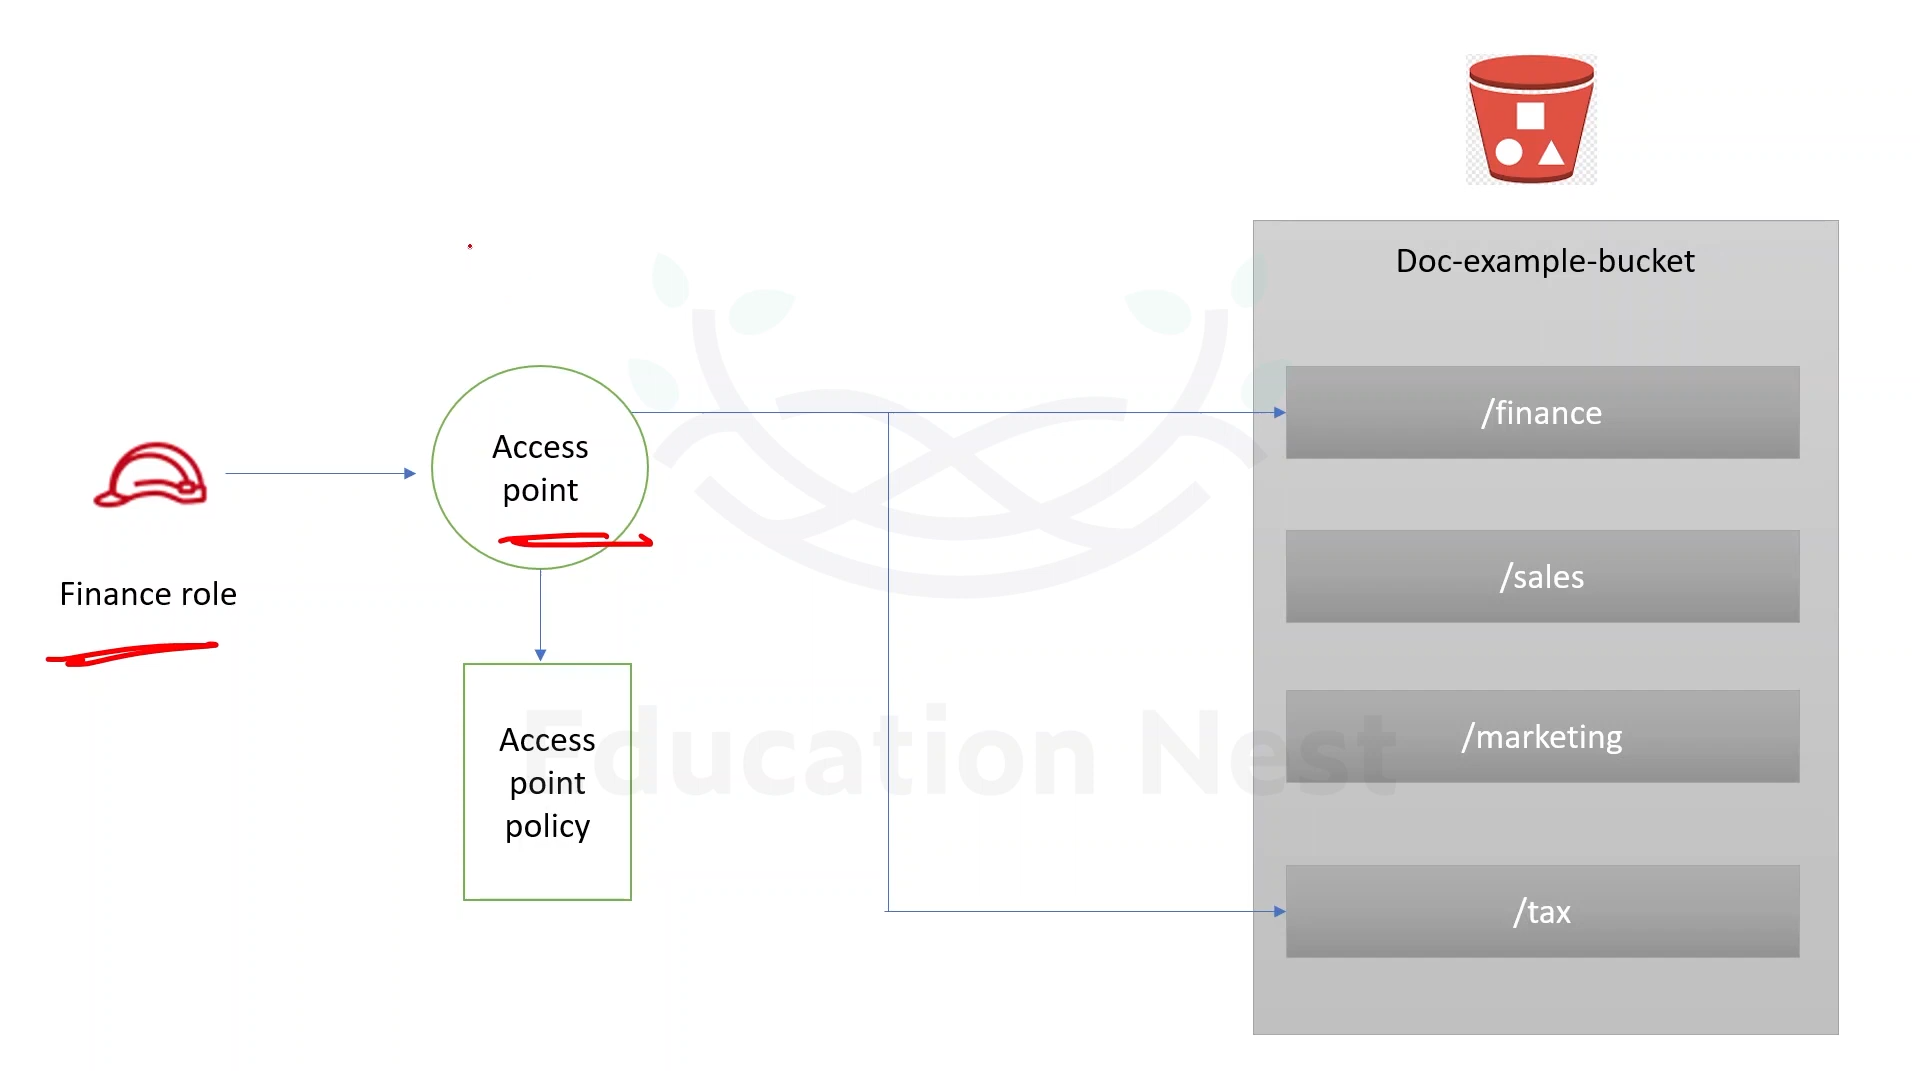 Doc-example-bucket
/finance
Access
point
/sales
Finance role
/marketing
Access
point
policy
Education Nest
/tax